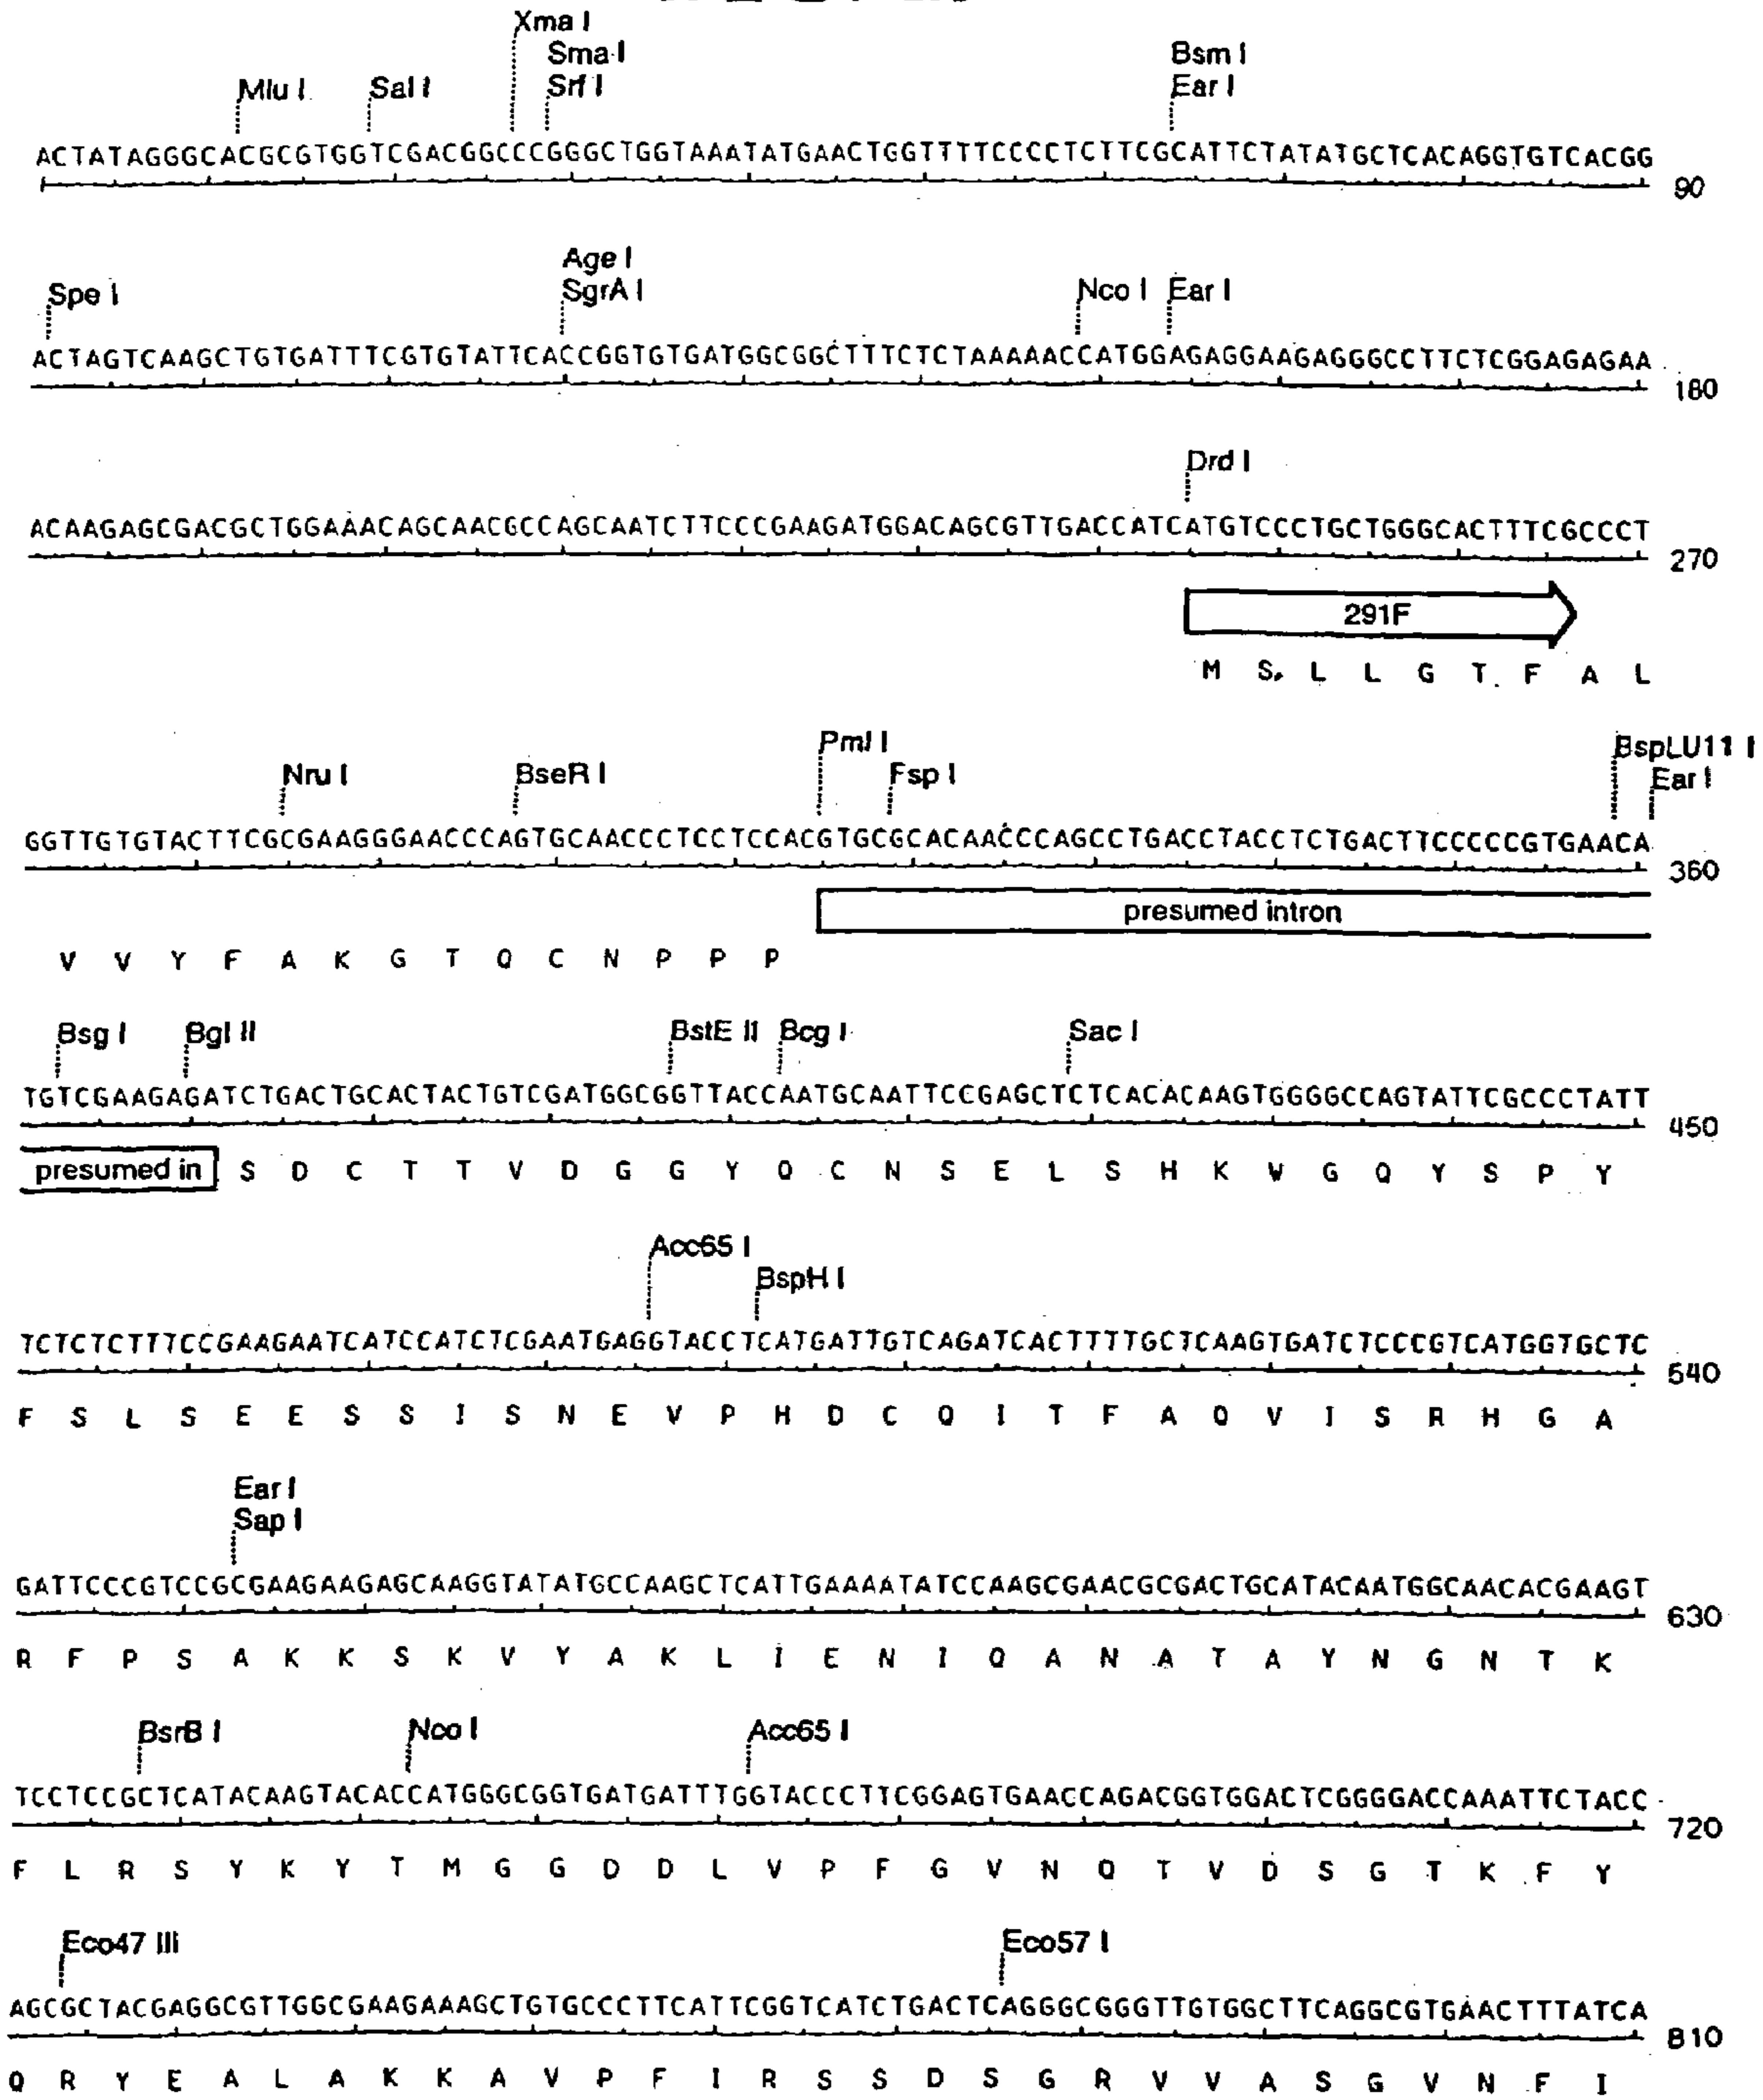 Xma I
Sma I
Mlu I Sal I Srf I Bsm I
Ear I
ACTATAGGGCACGCGTGGTCGACGGCCCGGGCTGGTAAATATGAACTGGTTTTCCCCTCTTCGCATTCTATATGCTCACAGGTGTCACGG
90
Age I
Spe I SgrA I Nco I Ear I
ACTAGTCAAGCTGTGATTTCGTGTATTCACCGGTGTGATGGCGGCTTTCTCTAAAAACCATGGAGAGGAAGAGGGCCTTCTCGGAGAGAA
180
Drd I
ACAAGAGCGACGCTGGAAACAGCAACGCCAGCAATCTTCCCGAAGATGGACAGCGTTGACCATCATGTCCCTGCTGGGCACTTTCGCCCT
270
291F
M S L L G T F A L
Pml I BspLU11 I
Nru I BseR I Fsp I Ear I
GGTTGTGTACTTCGCGAAGGGAACCCAGTGCAACCCTCCTCCACGTGCGCACAACCCAGCCTGACCTACCTCTGACTTCCCCCGTGAACA
360
presumed intron
V V Y F A K G T Q C N P P P
Bsg I Bgl II BstE II Bcg I Sac I
TGTCGAAGAGATCTGACTGCACTACTGTCGATGGCGGTTACCAATGCAATTCCGAGCTCTCACACAAGTGGGGCCAGTATTCGCCCTATT
450
presumed in S D C T T V D G G Y Q C N S E L S H K W G Q Y S P Y
Acc65 I
BspH I
TCTCTCTTTCCGAAGAATCATCCATCTCGAATGAGGTACCTCATGATTGTCAGATCACTTTTGCTCAAGTGATCTCCCGTCATGGTGCTC
540
F S L S E E S S I S N E V P H D C Q I T F A Q V I S R H G A
Ear I
Sap I
GATTCCCGTCCGCGAAGAAGAGCAAGGTATATGCCAAGCTCATTGAAAATATCCAAGCGAACGCGACTGCATACAATGGCAACACGAAGT
630
R F P S A K K S K V Y A K L I E N I Q A N A T A Y N G N T K
BsrB I Nco I Acc65 I
TCCTCCGCTCATACAAGTACACCATGGGCGGTGATGATTTGGTACCCTTCGGAGTGAACCAGACGGTGGACTCGGGGACCAAATTCTACC
720
F L R S Y K Y T M G G D D L V P F G V N Q T V D S G T K F Y
Eco47 III Eco57 I
AGCGCTACGAGGCGTTGGCGAAGAAAGCTGTGCCCTTCATTCGGTCATCTGACTCAGGGCGGGTTGTGGCTTCAGGCGTGAACTTTATCA
810
Q R Y E A L A K K A V P F I R S S D S G R V V A S G V N F I